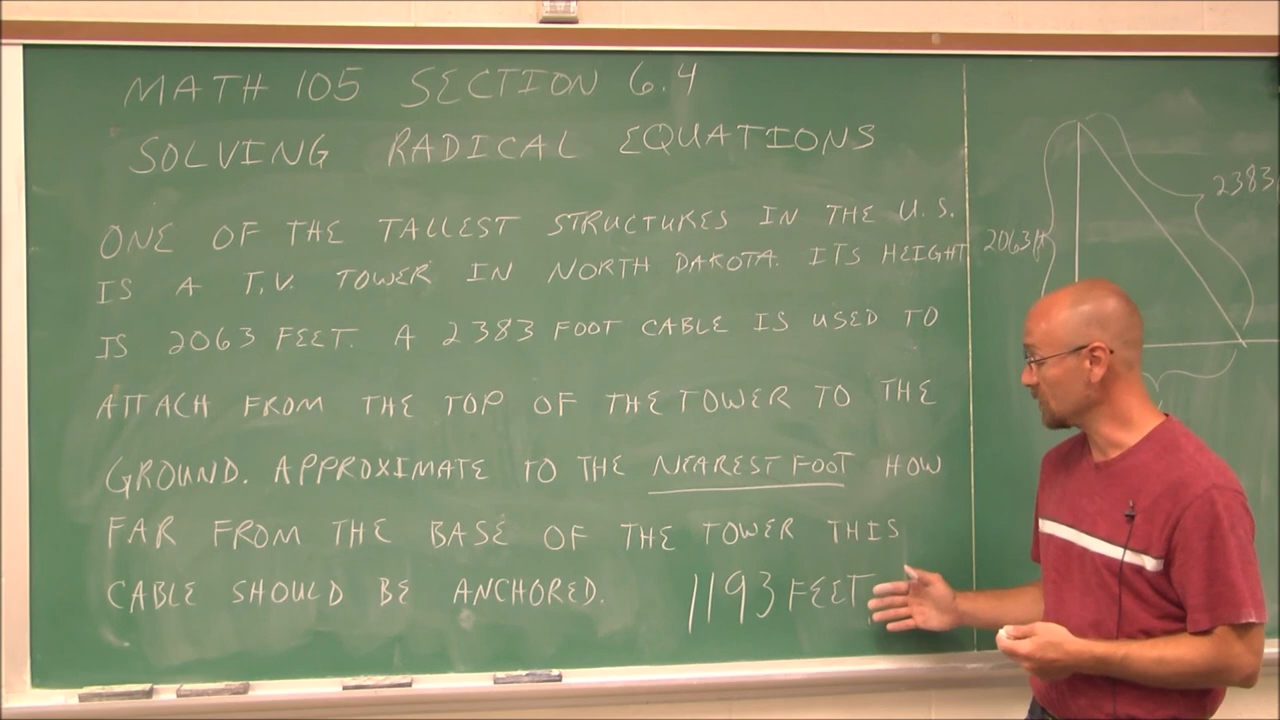 MATH 105 SECTION 6.4
SOLVING RADICAL EQUATIONS
ONE OF THE TALLEST STRUCTURES IN THE U.S.
IS A T.V. TOWER IN NORTH DAKOTA. ITS HEIGHT
IS 2063 FEET. A 2383 FOOT CABLE IS USED TO
ATTACH FROM THE TOP OF THE TOWER TO THE
GROUND. APPROXIMATE TO THE NEAREST FOOT HOW
FAR FROM THE BASE OF THE TOWER THIS
CABLE SHOULD BE ANCHORED. 1193 FEET.
2063 ft
2383